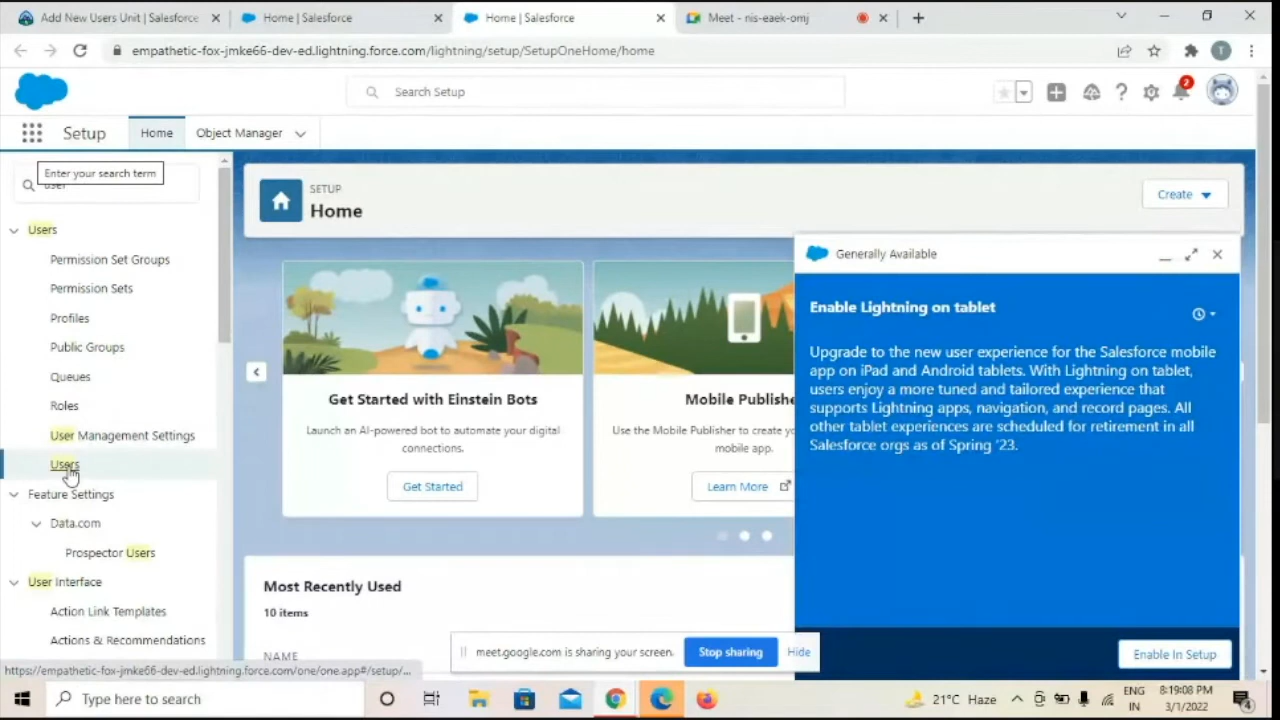 Add New Users Unit | Salesforce
Home | Salesforce
Home | Salesforce
Meet - nis-eaek-omj
empathetic-fox-jmke66-dev-ed.lightning.force.com/lightning/setup/SetupOneHome/home
T
Search Setup
2
Setup
Home
Object Manager
Enter your search term
user
Users
Permission Set Groups
Permission Sets
Profiles
Public Groups
Queues
Roles
User Management Settings
Users
Feature Settings
Data.com
Prospector Users
User Interface
Action Link Templates
Actions & Recommendations
SETUP
Home
Create
Get Started with Einstein Bots
Launch an AI-powered bot to automate your digital
connections.
Get Started
Mobile Publishe
Use the Mobile Publisher to create you
mobile app.
Learn More
Most Recently Used
10 items
NAME
Generally Available
Enable Lightning on tablet
Upgrade to the new user experience for the Salesforce mobile
app on iPad and Android tablets. With Lightning on tablet,
users enjoy a more tuned and tailored experience that
supports Lightning apps, navigation, and record pages. All
other tablet experiences are scheduled for retirement in all
Salesforce orgs as of Spring '23.
Enable In Setup
meet.google.com is sharing your screen.
Stop sharing
Hide
https://empathetic-fox-jmke66-dev-ed.lightning.force.com/one/one.app#/setup/...
Type here to search
21°C Haze
ENG
IN
8:19:08 PM
3/1/2022
4